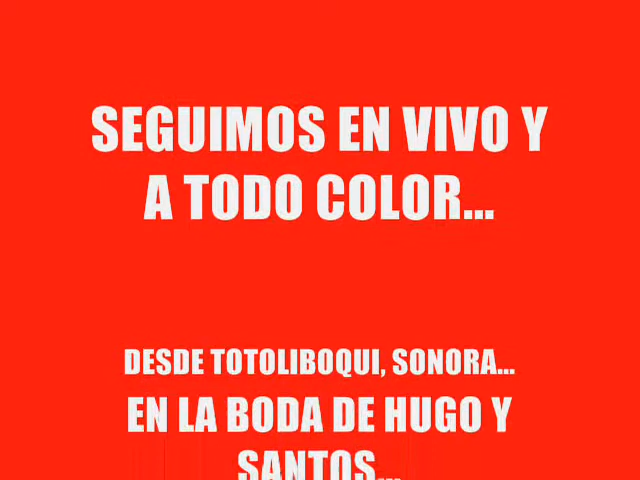 SEGUIMOS EN VIVO Y
A TODO COLOR...
DESDE TOTOLIBOQUI, SONORA...
EN LA BODA DE HUGO Y
SANTOS...